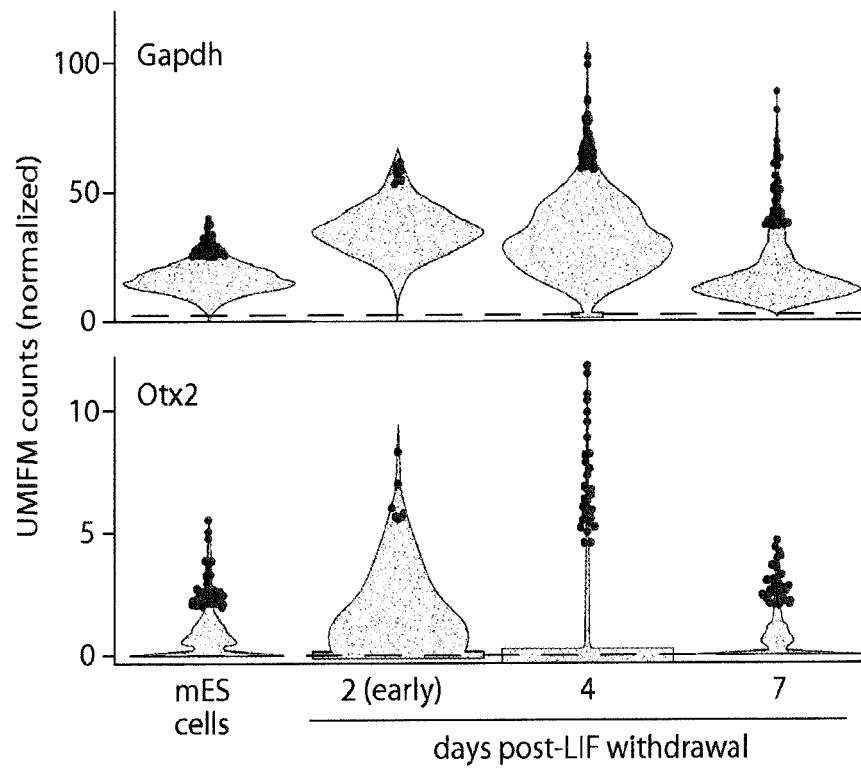 UMIFM counts (normalized)
Gapdh
100
50
0
Otx2
10
5
0
mES
cells
2 (early)
4
7
days post-LIF withdrawal